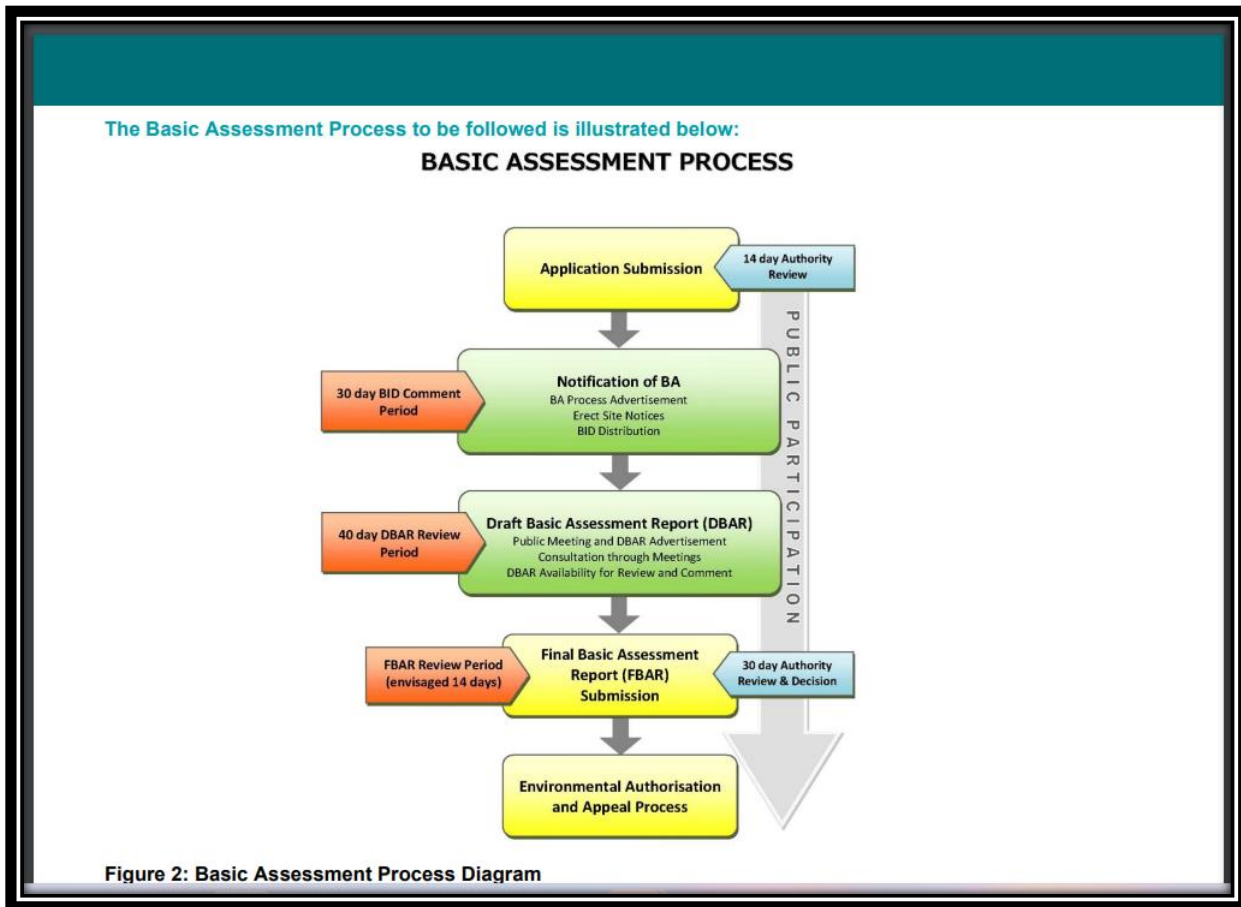 The Basic Assessment Process to be followed is illustrated below:
BASIC ASSESSMENT PROCESS
Application Submission
14 day Authority
Review
30 day BID Comment
Period
Notification of BA
BA Process Advertisement
Erect Site Notices
BID Distribution
40 day DBAR Review
Period
Draft Basic Assessment Report (DBAR)
Public Meeting and DBAR Advertisement
Consultation through Meetings
DBAR Availability for Review and Comment
PUBLIC PARTICIPATION
FBAR Review Period
(envisaged 14 days)
Final Basic Assessment
Report (FBAR)
Submission
30 day Authority
Review & Decision
Environmental Authorisation
and Appeal Process
Figure 2: Basic Assessment Process Diagram